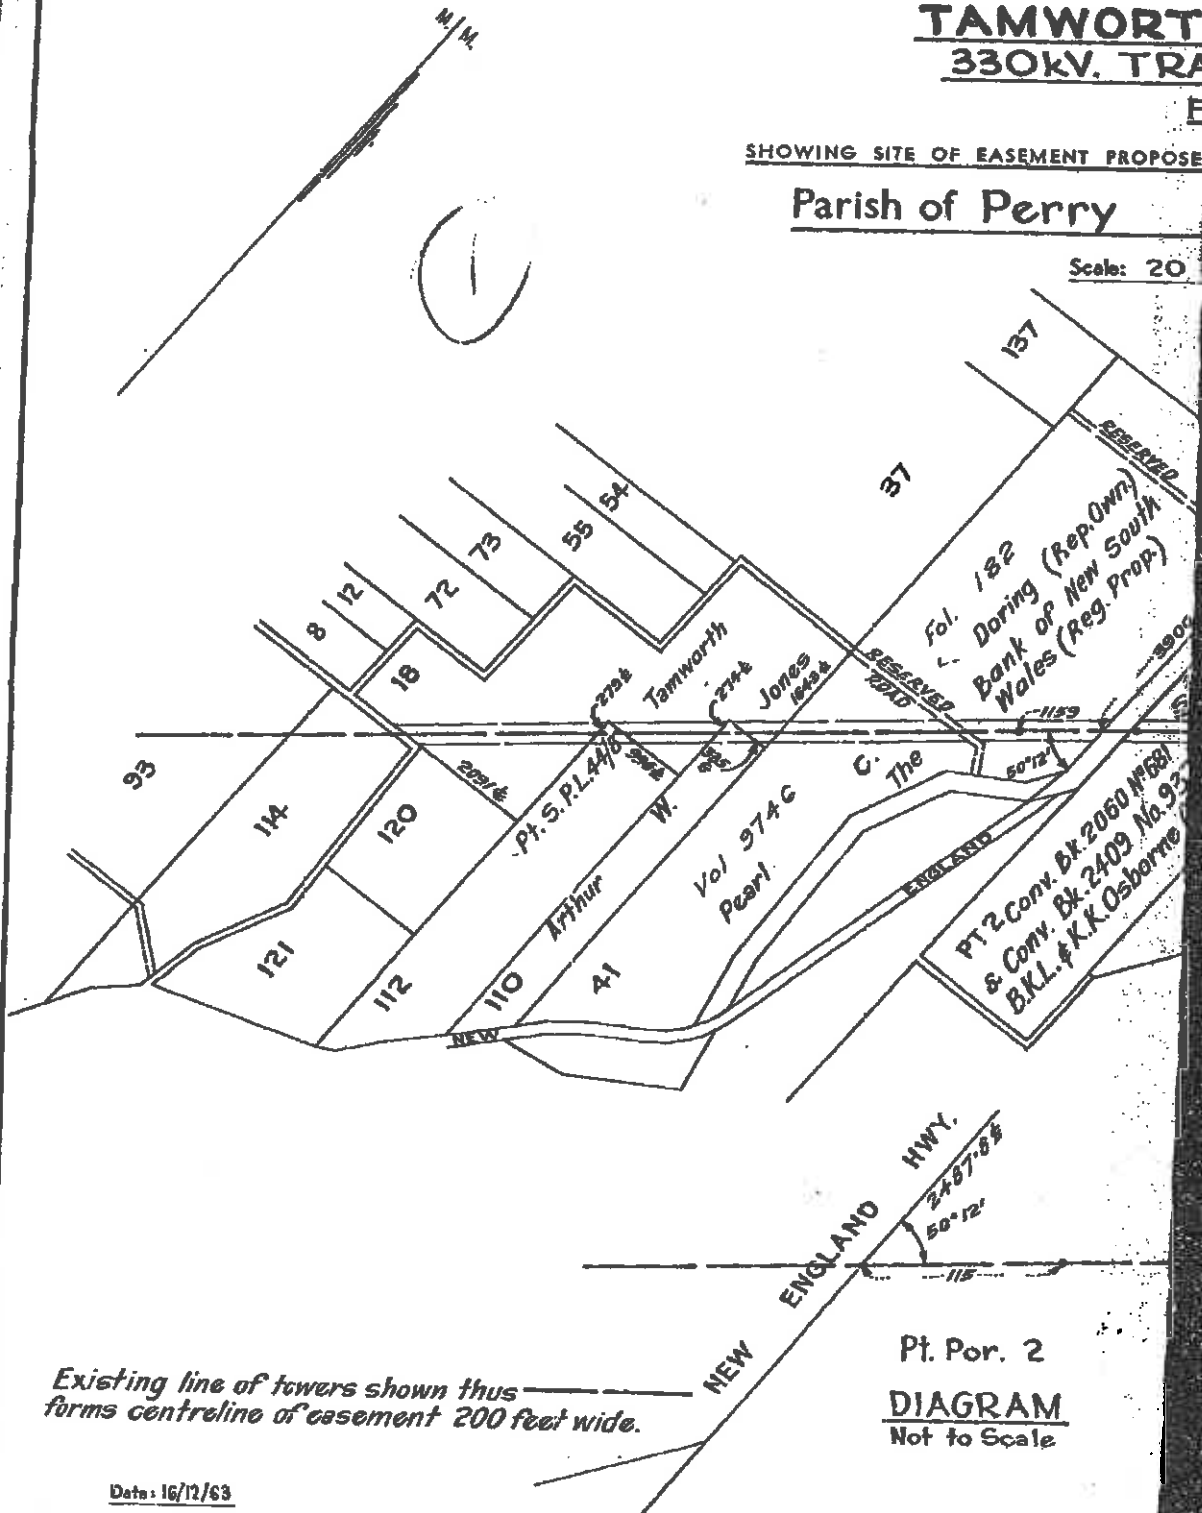 TAMWORT
330kV. TRA
SHOWING SITE OF EASEMENT PROPOSE
Parish of Perry
Scale: 20
M.
M.
1
137
37
RESERVED
54
55
73
72
12
8
18
Fol. 182
Doring (Rep.Own.)
Bank of New South
Wales (Reg. Prop.)
3900
RESERVED
ROAD
1159
50°12'
Tamworth
Jones
C.
The
Pt. S. P.L. 44/8
W.
Arthur
Vol 974C
Pearl
93
114
120
121
112
110
41
NEW
ENGLAND
PT 2 Conv. BK. 2060 Nº 681
& Conv. Bk. 2409 No. 92
B.K.L. & K.K. Osborne
NEW ENGLAND HWY.
2487·8±
50°12'
115
Pt. Por. 2
DIAGRAM
Not to Scale
Existing line of towers shown thus
forms centreline of easement 200 feet wide.
Date: 16/12/63